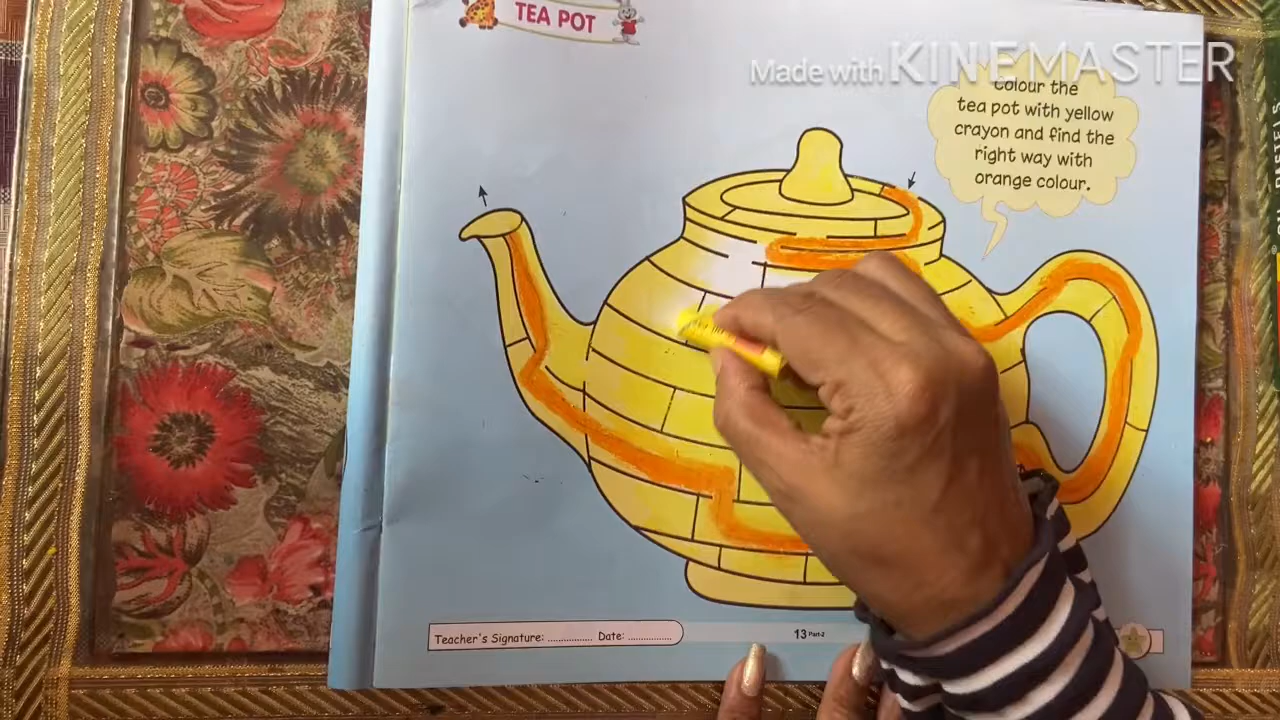 TEA POT
Made with KINEMASTER
Colour the
tea pot with yellow
crayon and find the
right way with
orange colour.
Teacher's Signature: ............... Date: ...............
13 Part-2